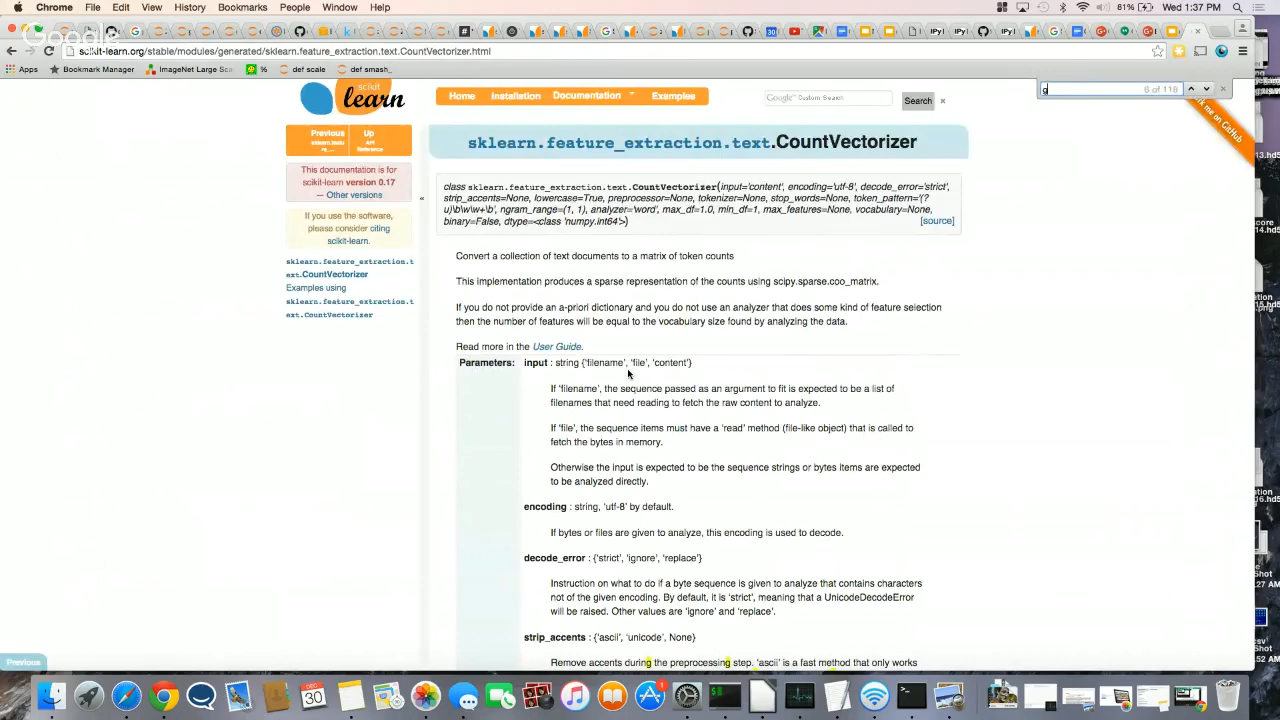 Chrome File Edit View History Bookmarks People Window Help
81% Wed 1:37 PM
scikit-learn.org/stable/modules/generated/sklearn.feature_extraction.text.CountVectorizer.html
Apps Bookmark Manager ImageNet Large Sca % def scale def smash_
g 6 of 118
scikit
learn
Home Installation Documentation Examples
Google™ Custom Search Search ×
me on GitHub
Previous Up
API
Reference
sklearn.feature_extraction.text.CountVectorizer
This documentation is for
scikit-learn version 0.17
— Other versions
If you use the software,
please consider citing
scikit-learn.
sklearn.feature_extraction.t
ext.CountVectorizer
Examples using
sklearn.feature_extraction.t
ext.CountVectorizer
«
class sklearn.feature_extraction.text.CountVectorizer(input='content', encoding='utf-8', decode_error='strict',
strip_accents=None, lowercase=True, preprocessor=None, tokenizer=None, stop_words=None, token_pattern='(?
u)\b\w\w+\b', ngram_range=(1, 1), analyzer='word', max_df=1.0, min_df=1, max_features=None, vocabulary=None,
binary=False, dtype=<class 'numpy.int64'>)
[source]
Convert a collection of text documents to a matrix of token counts
This implementation produces a sparse representation of the counts using scipy.sparse.coo_matrix.
If you do not provide an a-priori dictionary and you do not use an analyzer that does some kind of feature selection
then the number of features will be equal to the vocabulary size found by analyzing the data.
Read more in the User Guide.
Parameters: input : string {'filename', 'file', 'content'}
If 'filename', the sequence passed as an argument to fit is expected to be a list of
filenames that need reading to fetch the raw content to analyze.
If 'file', the sequence items must have a 'read' method (file-like object) that is called to
fetch the bytes in memory.
Otherwise the input is expected to be the sequence strings or bytes items are expected
to be analyzed directly.
encoding : string, 'utf-8' by default.
If bytes or files are given to analyze, this encoding is used to decode.
decode_error : {'strict', 'ignore', 'replace'}
Instruction on what to do if a byte sequence is given to analyze that contains characters
not of the given encoding. By default, it is 'strict', meaning that a UnicodeDecodeError
will be raised. Other values are 'ignore' and 'replace'.
strip_accents : {'ascii', 'unicode', None}
Remove accents during the preprocessing step. 'ascii' is a fast method that only works
Previous